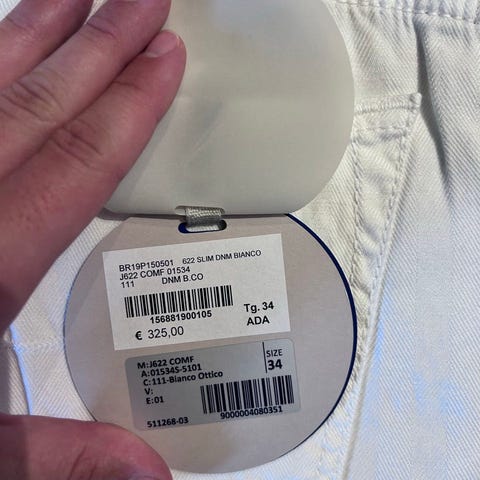 BR19P150501 622 SLIM DNM BIANCO
J622 COMF 01534
111 DNM B.CO
156881900105
Tg. 34
€ 325,00
ADA
M:J622 COMF
A:01534S-5101
C:111-Bianco Ottico
V:
E:01
SIZE
34
511268-03
9000004080351